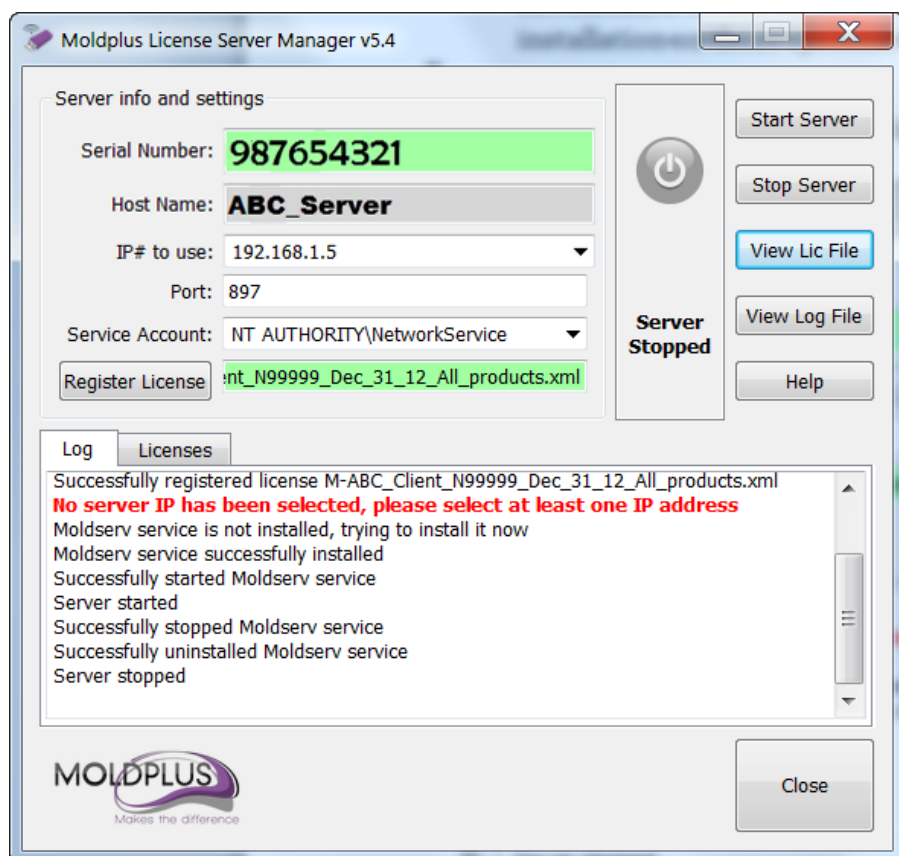 Moldplus License Server Manager v5.4
Server info and settings
Serial Number: 987654321
Host Name: ABC_Server
IP# to use: 192.168.1.5
Port: 897
Service Account: NT AUTHORITY\NetworkService
Register License nt_N99999_Dec_31_12_All_products.xml
Server
Stopped
Start Server
Stop Server
View Lic File
View Log File
Help
Log Licenses
Successfully registered license M-ABC_Client_N99999_Dec_31_12_All_products.xml
No server IP has been selected, please select at least one IP address
Moldserv service is not installed, trying to install it now
Moldserv service successfully installed
Successfully started Moldserv service
Server started
Successfully stopped Moldserv service
Successfully uninstalled Moldserv service
Server stopped
MOLDPLUS
Makes the difference
Close